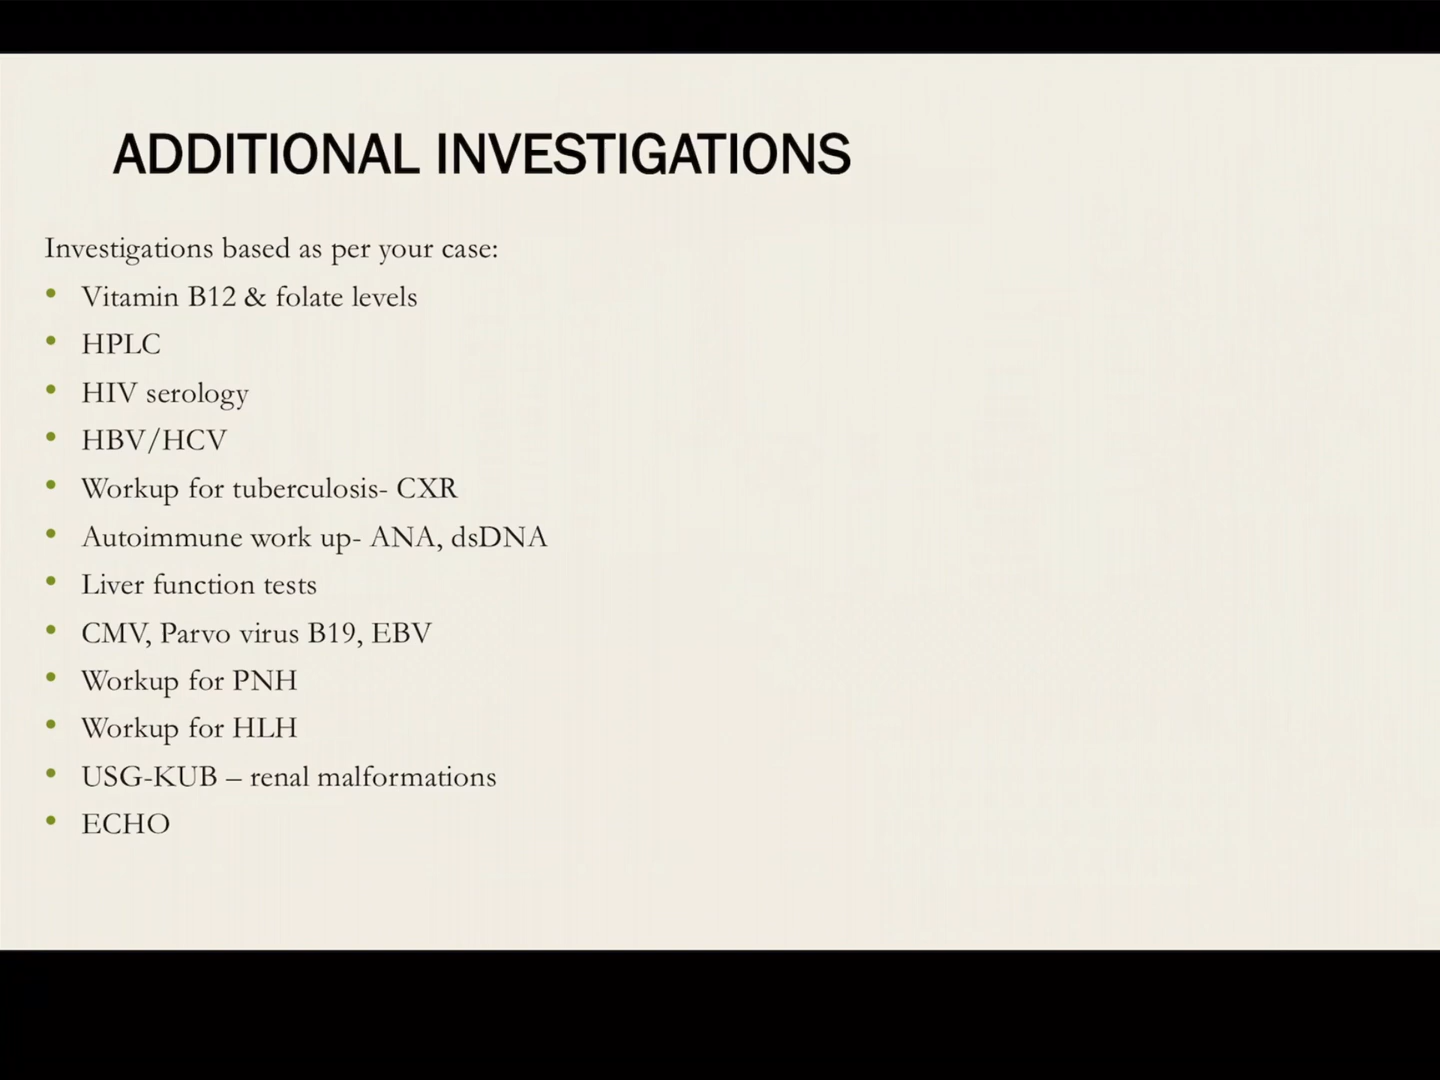 ADDITIONAL INVESTIGATIONS
Investigations based as per your case:
• Vitamin B12 & folate levels
• HPLC
• HIV serology
• HBV/HCV
• Workup for tuberculosis- CXR
• Autoimmune work up- ANA, dsDNA
• Liver function tests
• CMV, Parvo virus B19, EBV
• Workup for PNH
• Workup for HLH
• USG-KUB – renal malformations
• ECHO